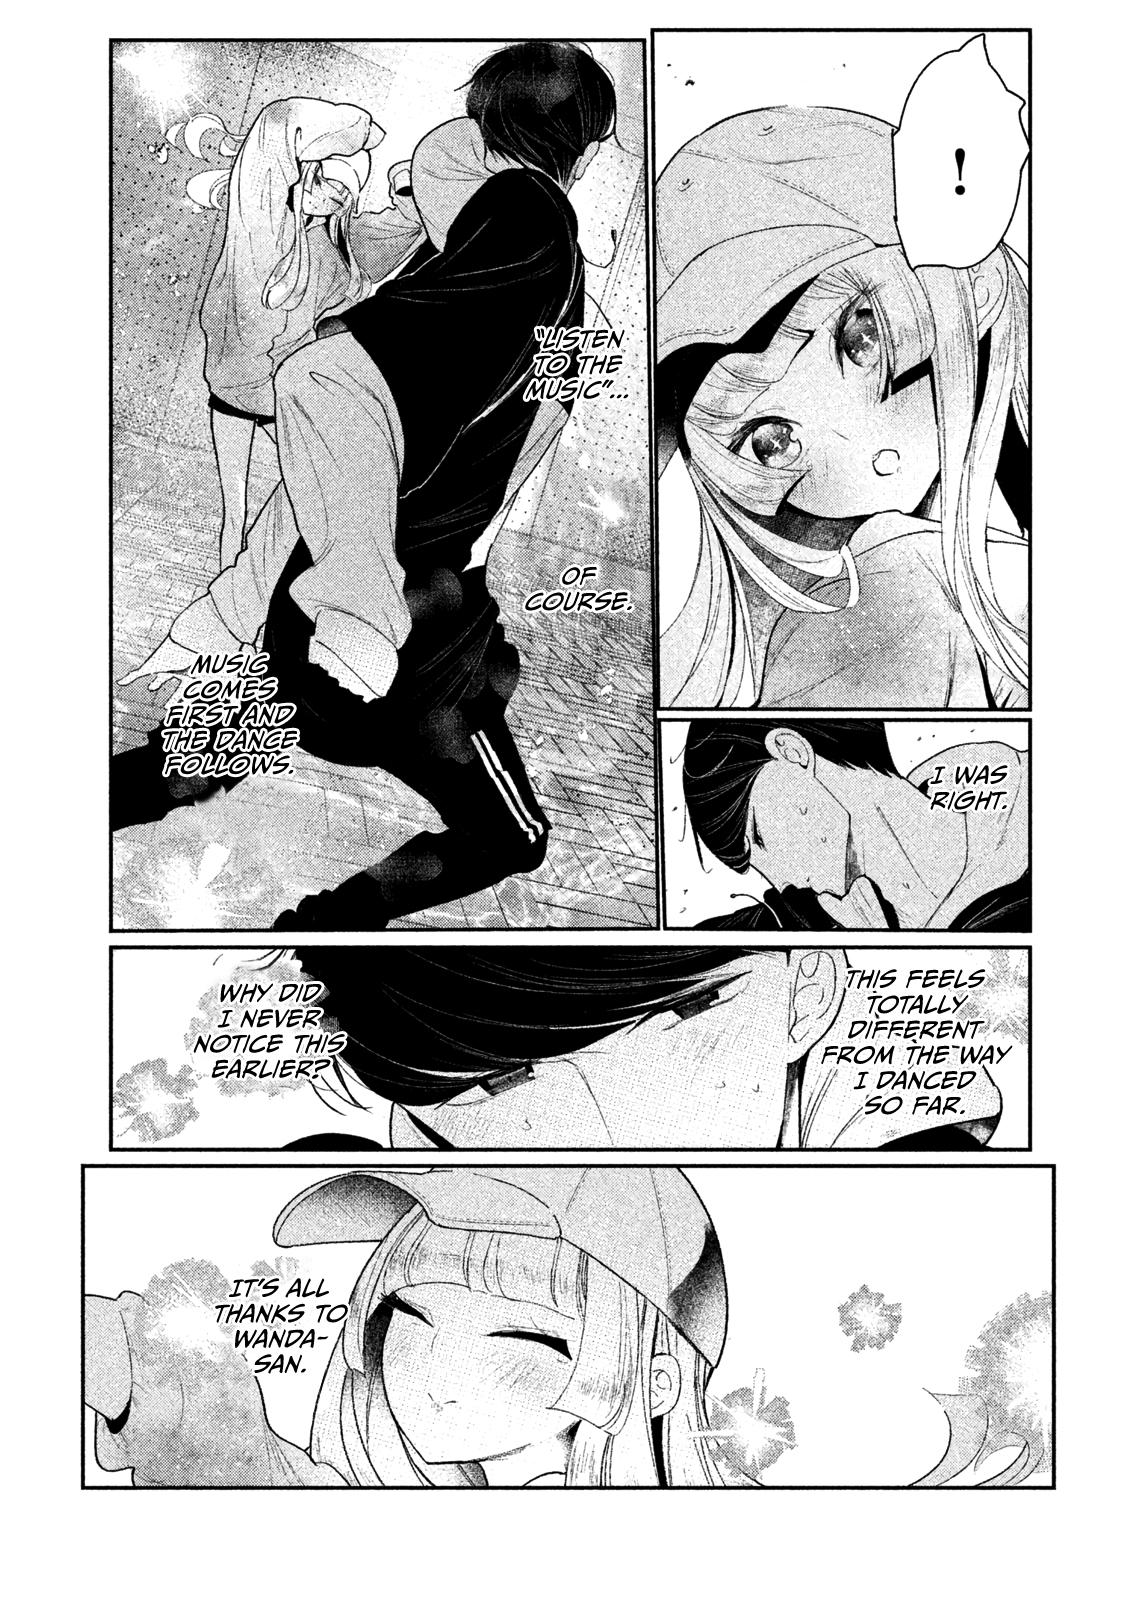 !
"LISTEN
TO THE
MUSIC"...
OF
COURSE.
MUSIC
COMES
FIRST AND
THE DANCE
FOLLOWS.
I WAS
RIGHT.
THIS FEELS
TOTALLY
DIFFERENT
FROM THE WAY
I DANCED
SO FAR.
WHY DID
I NEVER
NOTICE THIS
EARLIER?
IT'S ALL
THANKS TO
WANDA-
SAN.